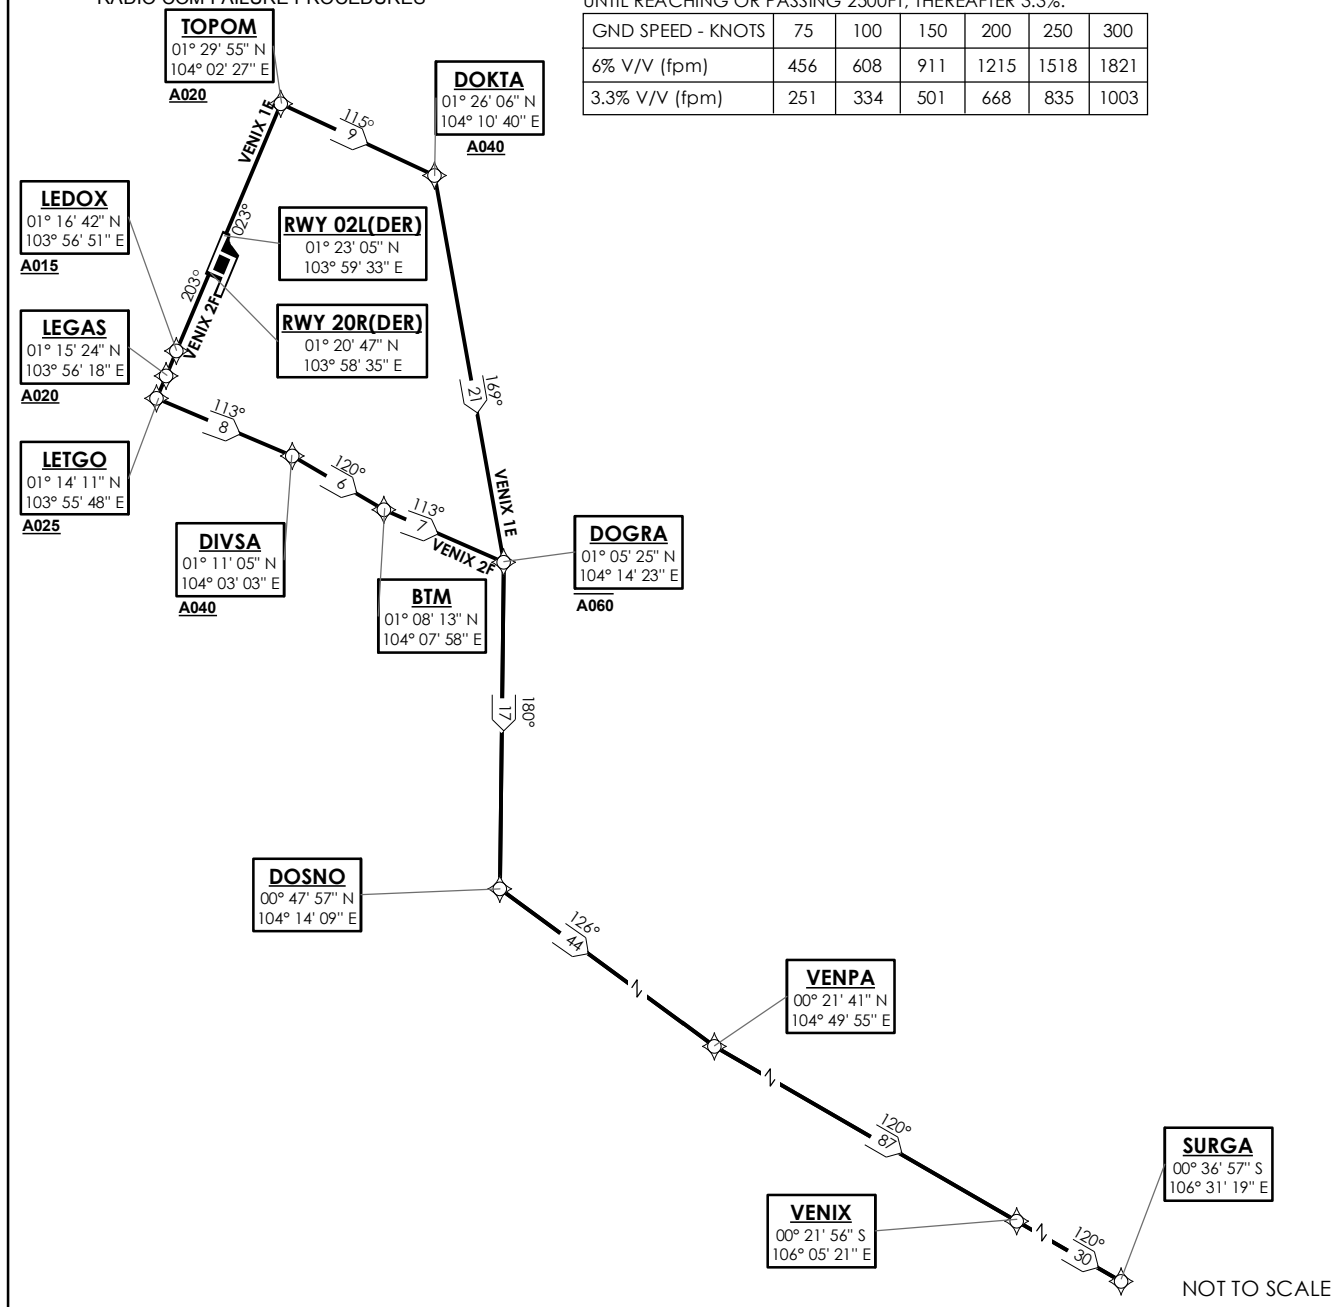 RADIO COM FAILURE PROCEDURES
UNTIL REACHING OR PASSING 2500FT, THEREAFTER 3.3%.
GND SPEED - KNOTS 75 100 150 200 250 300
6% V/V (fpm) 456 608 911 1215 1518 1821
3.3% V/V (fpm) 251 334 501 668 835 1003
TOPOM
01° 29' 55" N
104° 02' 27" E
A020
DOKTA
01° 26' 06" N
104° 10' 40" E
A040
115°
9
VENIX 1E
023°
LEDOX
01° 16' 42" N
103° 56' 51" E
A015
RWY 02L(DER)
01° 23' 05" N
103° 59' 33" E
203°
VENIX 2F
RWY 20R(DER)
01° 20' 47" N
103° 58' 35" E
LEGAS
01° 15' 24" N
103° 56' 18" E
A020
169°
21
113°
8
LETGO
01° 14' 11" N
103° 55' 48" E
A025
120°
6
VENIX 1E
113°
7
VENIX 2F
DIVSA
01° 11' 05" N
104° 03' 03" E
A040
BTM
01° 08' 13" N
104° 07' 58" E
DOGRA
01° 05' 25" N
104° 14' 23" E
A060
180°
17
DOSNO
00° 47' 57" N
104° 14' 09" E
126°
44
N
VENPA
00° 21' 41" N
104° 49' 55" E
N
120°
87
SURGA
00° 36' 57" S
106° 31' 19" E
VENIX
00° 21' 56" S
106° 05' 21" E
N
120°
30
NOT TO SCALE